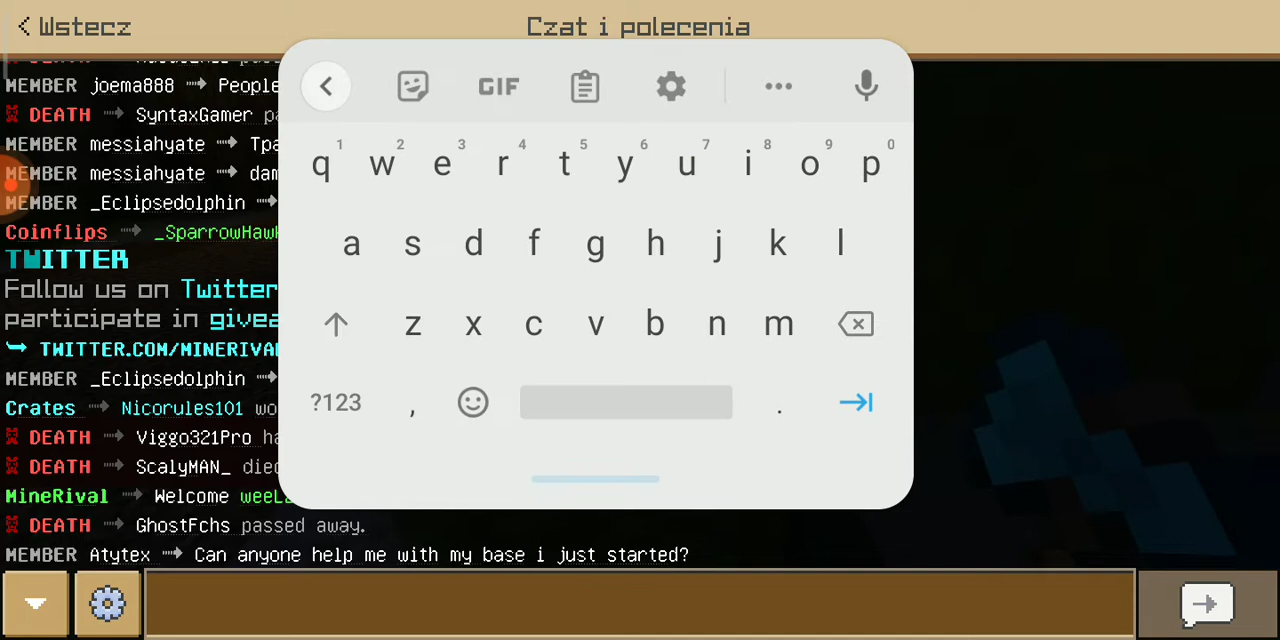 Wstecz
Czat i polecenia
MEMBER joema888 People
DEATH SyntaxGamer
MEMBER messiahyate Tpa
MEMBER messiahyate
MEMBER _Eclipsedolphin
Coinflips
TWITTER
Follow us on Twitter
participate in
TWITTER.COM/
MEMBER _Eclipsedolphin
Crates Nicorules101
DEATH Viggo321Pro
DEATH ScalyMAN_ died
MineRival Welcome
DEATH GhostFchs passed away.
MEMBER Atytex Can anyone help me with my base i just started?
GIF
1 2 3 4 5 6 7 8 9 0
q w e r t y u i o p
a s d f g h j k l
z x c v b n m
?123 , .